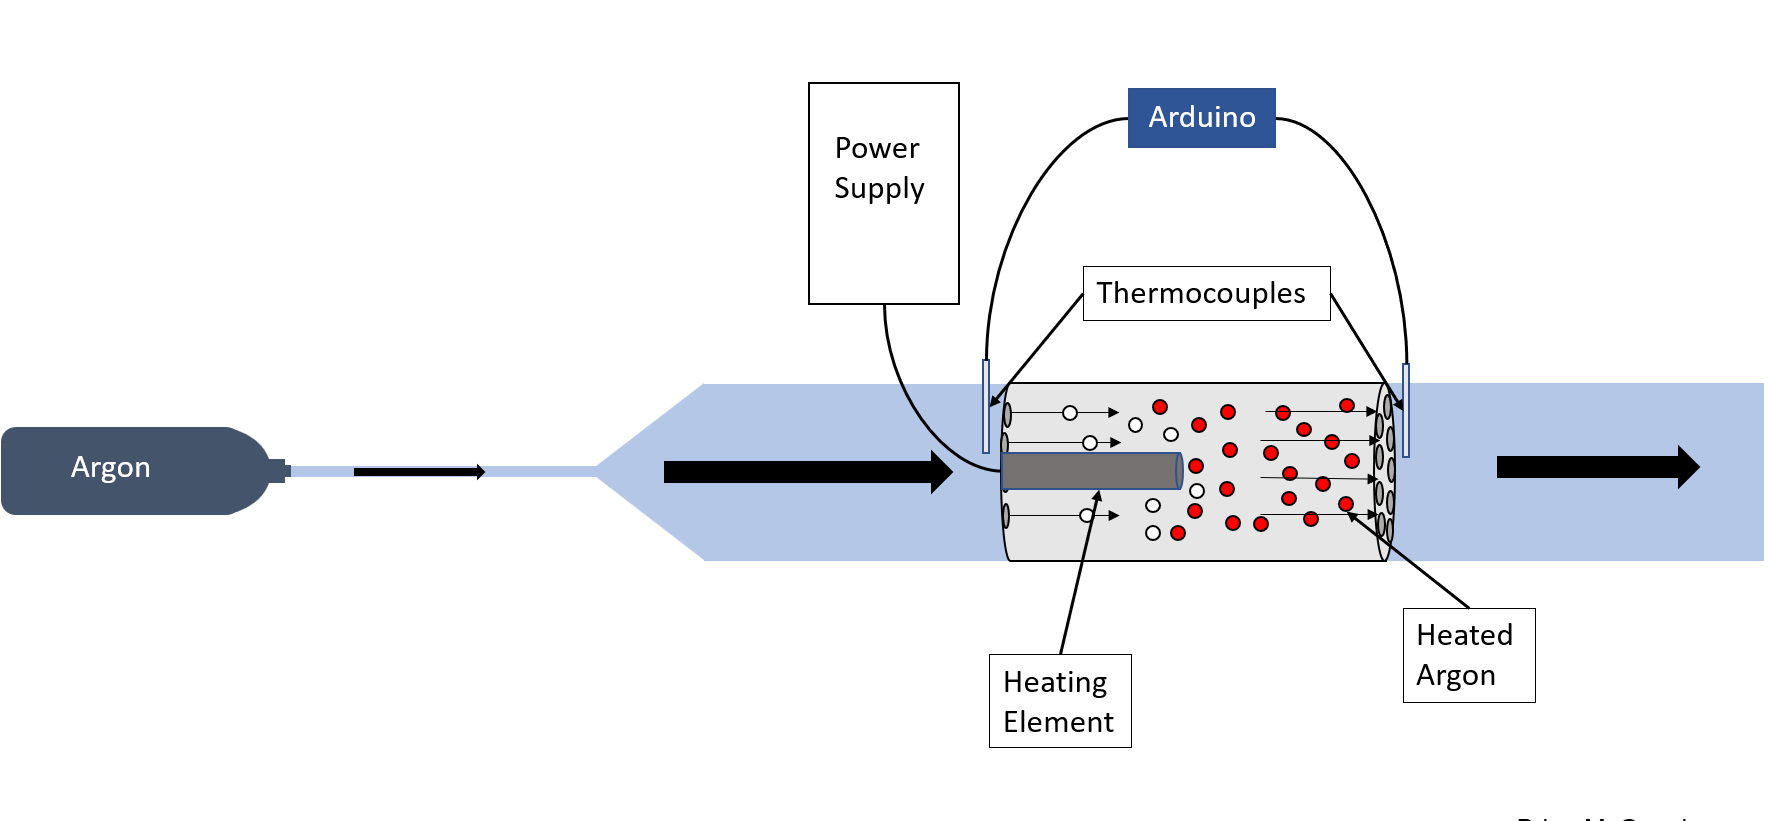 Power
Supply
Arduino
Thermocouples
Argon
Heating
Element
Heated
Argon